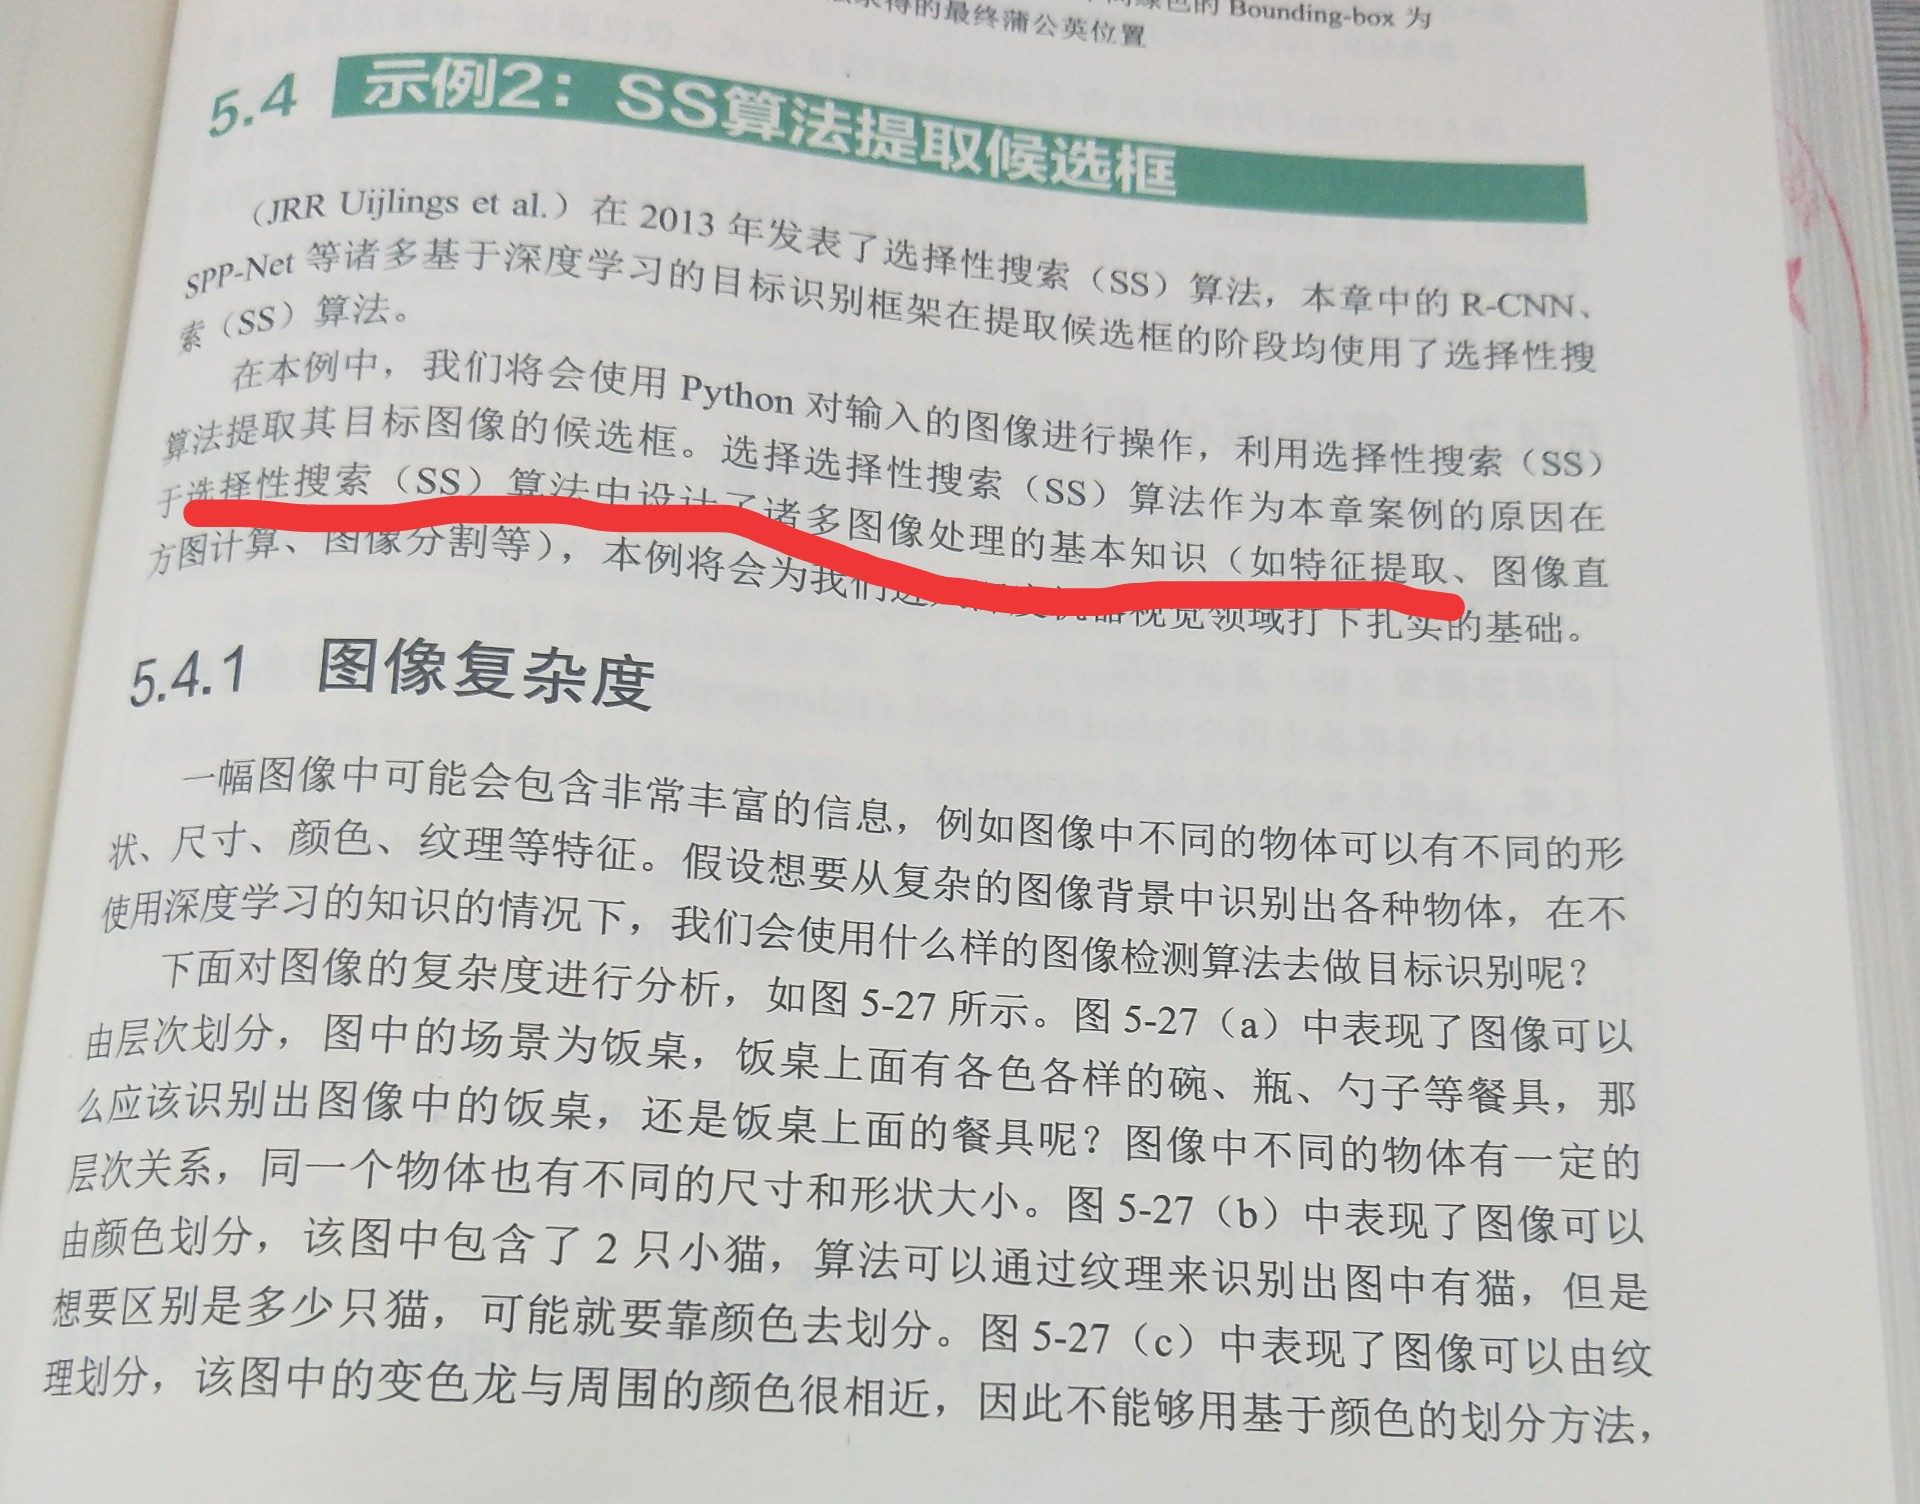 的 Bounding-box 为
得的最终蒲公英位置
5.4 示例2：SS算法提取候选框
（JRR Uijlings et al.）在 2013 年发表了选择性搜索（SS）算法，本章中的 R-CNN、
SPP-Net 等诸多基于深度学习的目标识别框架在提取候选框的阶段均使用了选择性搜
索（SS）算法。
在本例中，我们将会使用 Python 对输入的图像进行操作，利用选择性搜索（SS）
算法提取其目标图像的候选框。选择选择性搜索（SS）算法作为本章案例的原因在
于选择性搜索（SS）算法中设计了诸多图像处理的基本知识（如特征提取、图像直
方图计算、图像分割等），本例将会为我们进 机器视觉领域打下扎实的基础。
5.4.1 图像复杂度
一幅图像中可能会包含非常丰富的信息，例如图像中不同的物体可以有不同的形
状、尺寸、颜色、纹理等特征。假设想要从复杂的图像背景中识别出各种物体，在不
使用深度学习的知识的情况下，我们会使用什么样的图像检测算法去做目标识别呢？
下面对图像的复杂度进行分析，如图 5-27 所示。图 5-27（a）中表现了图像可以
由层次划分，图中的场景为饭桌，饭桌上面有各色各样的碗、瓶、勺子等餐具，那
么应该识别出图像中的饭桌，还是饭桌上面的餐具呢？图像中不同的物体有一定的
层次关系，同一个物体也有不同的尺寸和形状大小。图 5-27（b）中表现了图像可以
由颜色划分，该图中包含了 2 只小猫，算法可以通过纹理来识别出图中有猫，但是
想要区别是多少只猫，可能就要靠颜色去划分。图 5-27（c）中表现了图像可以由纹
理划分，该图中的变色龙与周围的颜色很相近，因此不能够用基于颜色的划分方法，